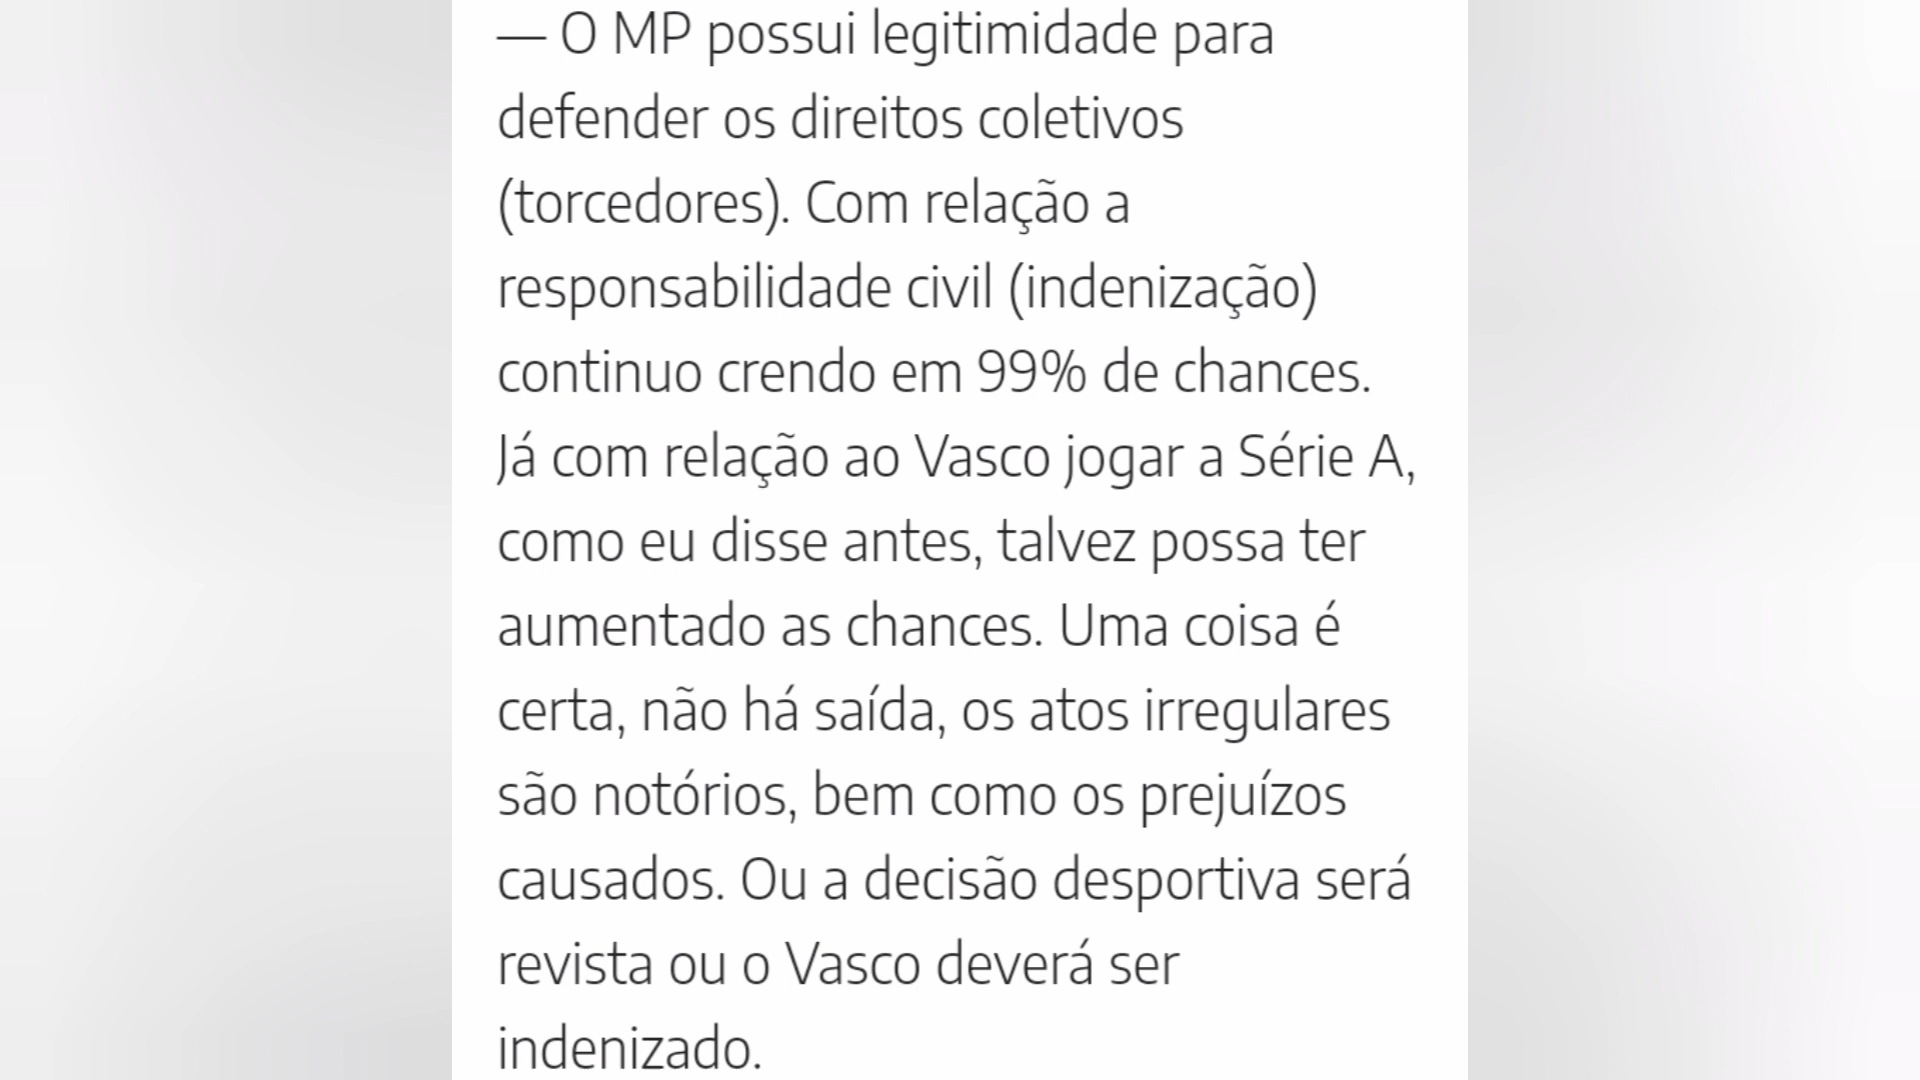 — O MP possui legitimidade para
defender os direitos coletivos
(torcedores). Com relação a
responsabilidade civil (indenização)
continuo crendo em 99% de chances.
Já com relação ao Vasco jogar a Série A,
como eu disse antes, talvez possa ter
aumentado as chances. Uma coisa é
certa, não há saída, os atos irregulares
são notórios, bem como os prejuízos
causados. Ou a decisão desportiva será
revista ou o Vasco deverá ser
indenizado.